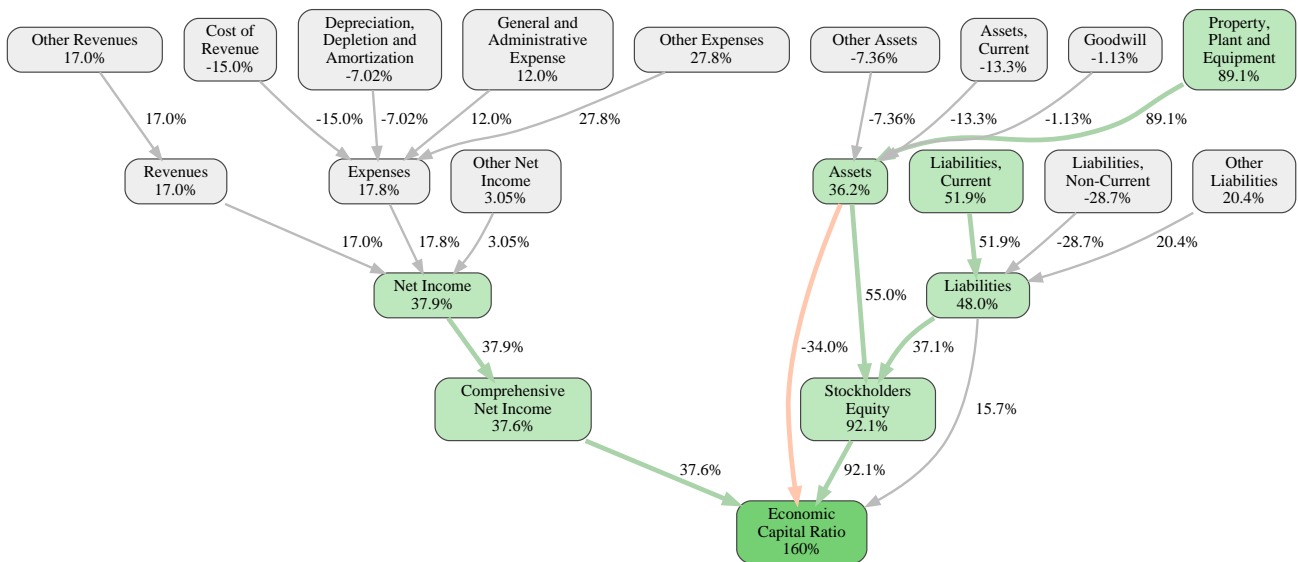 Other Revenues
17.0%
Cost of
Revenue
-15.0%
Depreciation,
Depletion and
Amortization
-7.02%
General and
Administrative
Expense
12.0%
Other Expenses
27.8%
Other Assets
-7.36%
Assets,
Current
-13.3%
Goodwill
-1.13%
Property,
Plant and
Equipment
89.1%
17.0%
-15.0%
-7.02%
12.0%
27.8%
-7.36%
-13.3%
-1.13%
89.1%
Revenues
17.0%
Expenses
17.8%
Other Net
Income
3.05%
Assets
36.2%
Liabilities,
Current
51.9%
Liabilities,
Non-Current
-28.7%
Other
Liabilities
20.4%
17.0%
17.8%
3.05%
51.9%
-28.7%
20.4%
Net Income
37.9%
55.0%
Liabilities
48.0%
37.9%
-34.0%
37.1%
Comprehensive
Net Income
37.6%
Stockholders
Equity
92.1%
15.7%
37.6%
92.1%
Economic
Capital Ratio
160%